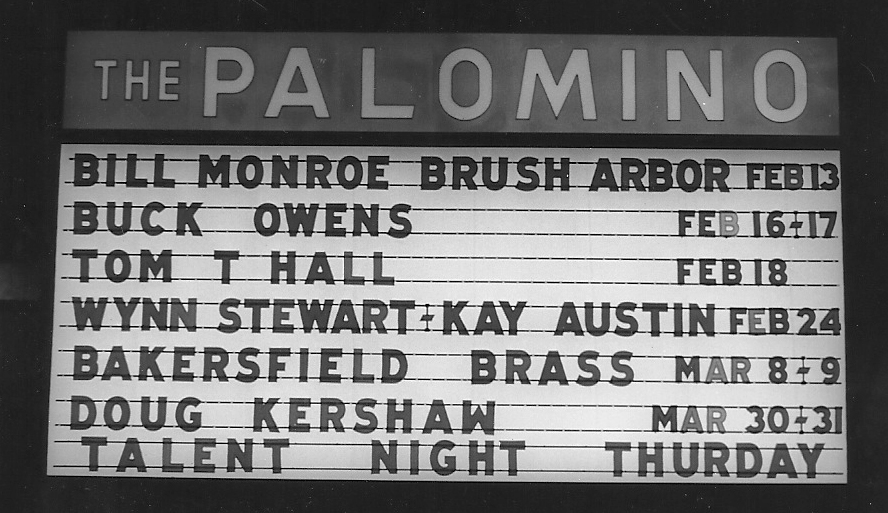 THE PALOMINO
BILL MONROE BRUSH ARBOR FEB 13
BUCK OWENS FEB 16+17
TOM T HALL FEB 18
WYNN STEWART+KAY AUSTIN FEB 24
BAKERSFIELD BRASS MAR 8+9
DOUG KERSHAW MAR 30+31
TALENT NIGHT THURDAY